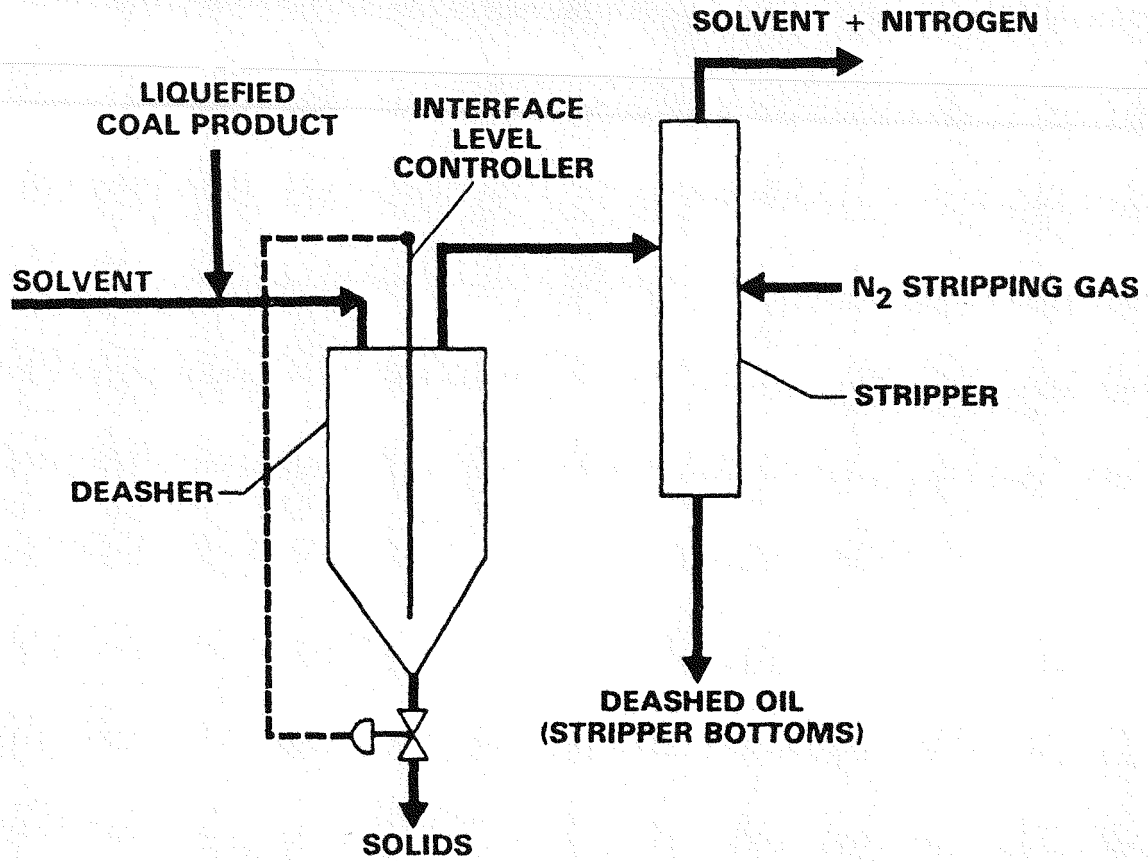 SOLVENT + NITROGEN
LIQUEFIED
COAL PRODUCT
INTERFACE
LEVEL
CONTROLLER
SOLVENT
N2 STRIPPING GAS
STRIPPER
DEASHER
DEASHED OIL
(STRIPPER BOTTOMS)
SOLIDS